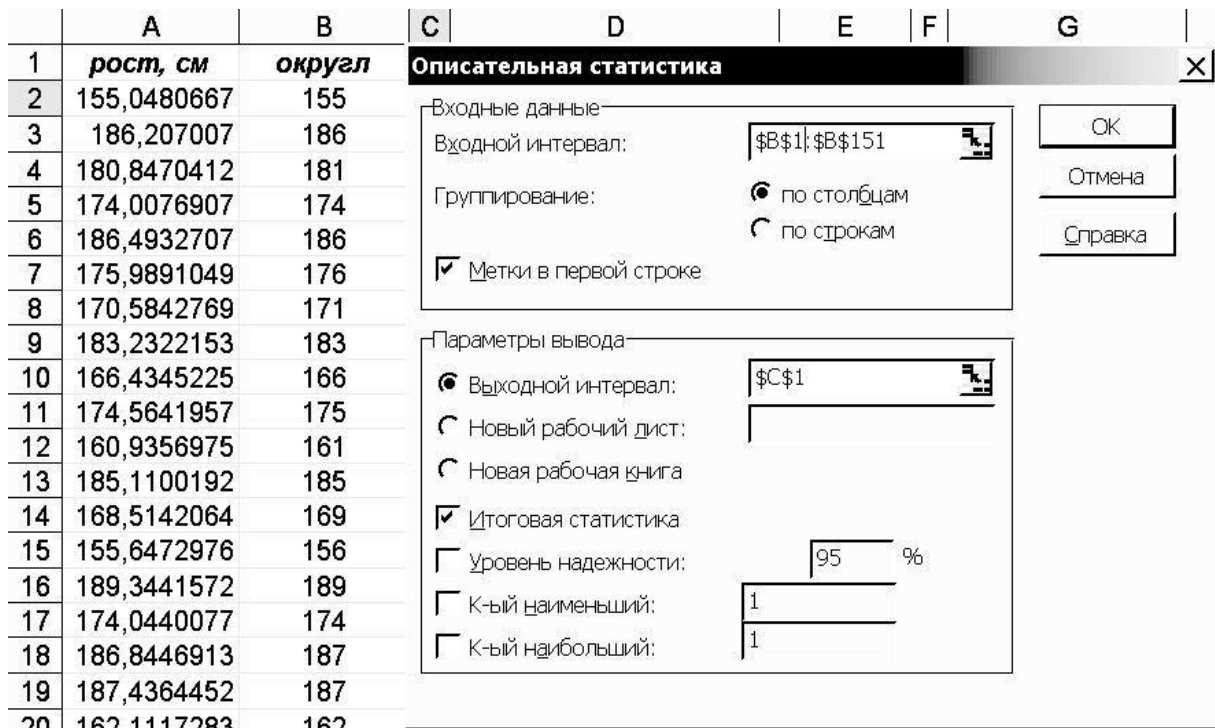 A B C D E F G
1 рост, см округл
2 155,0480667 155
3 186,207007 186
4 180,8470412 181
5 174,0076907 174
6 186,4932707 186
7 175,9891049 176
8 170,5842769 171
9 183,2322153 183
10 166,4345225 166
11 174,5641957 175
12 160,9356975 161
13 185,1100192 185
14 168,5142064 169
15 155,6472976 156
16 189,3441572 189
17 174,0440077 174
18 186,8446913 187
19 187,4364452 187
20 162,1117283 162
Описательная статистика
Входные данные
Входной интервал: $B$1:$B$151
Группирование: по столбцам
по строкам
Метки в первой строке
OK
Отмена
Справка
Параметры вывода
Выходной интервал: $C$1
Новый рабочий лист:
Новая рабочая книга
Итоговая статистика
Уровень надежности: 95 %
К-ый наименьший: 1
К-ый наибольший: 1